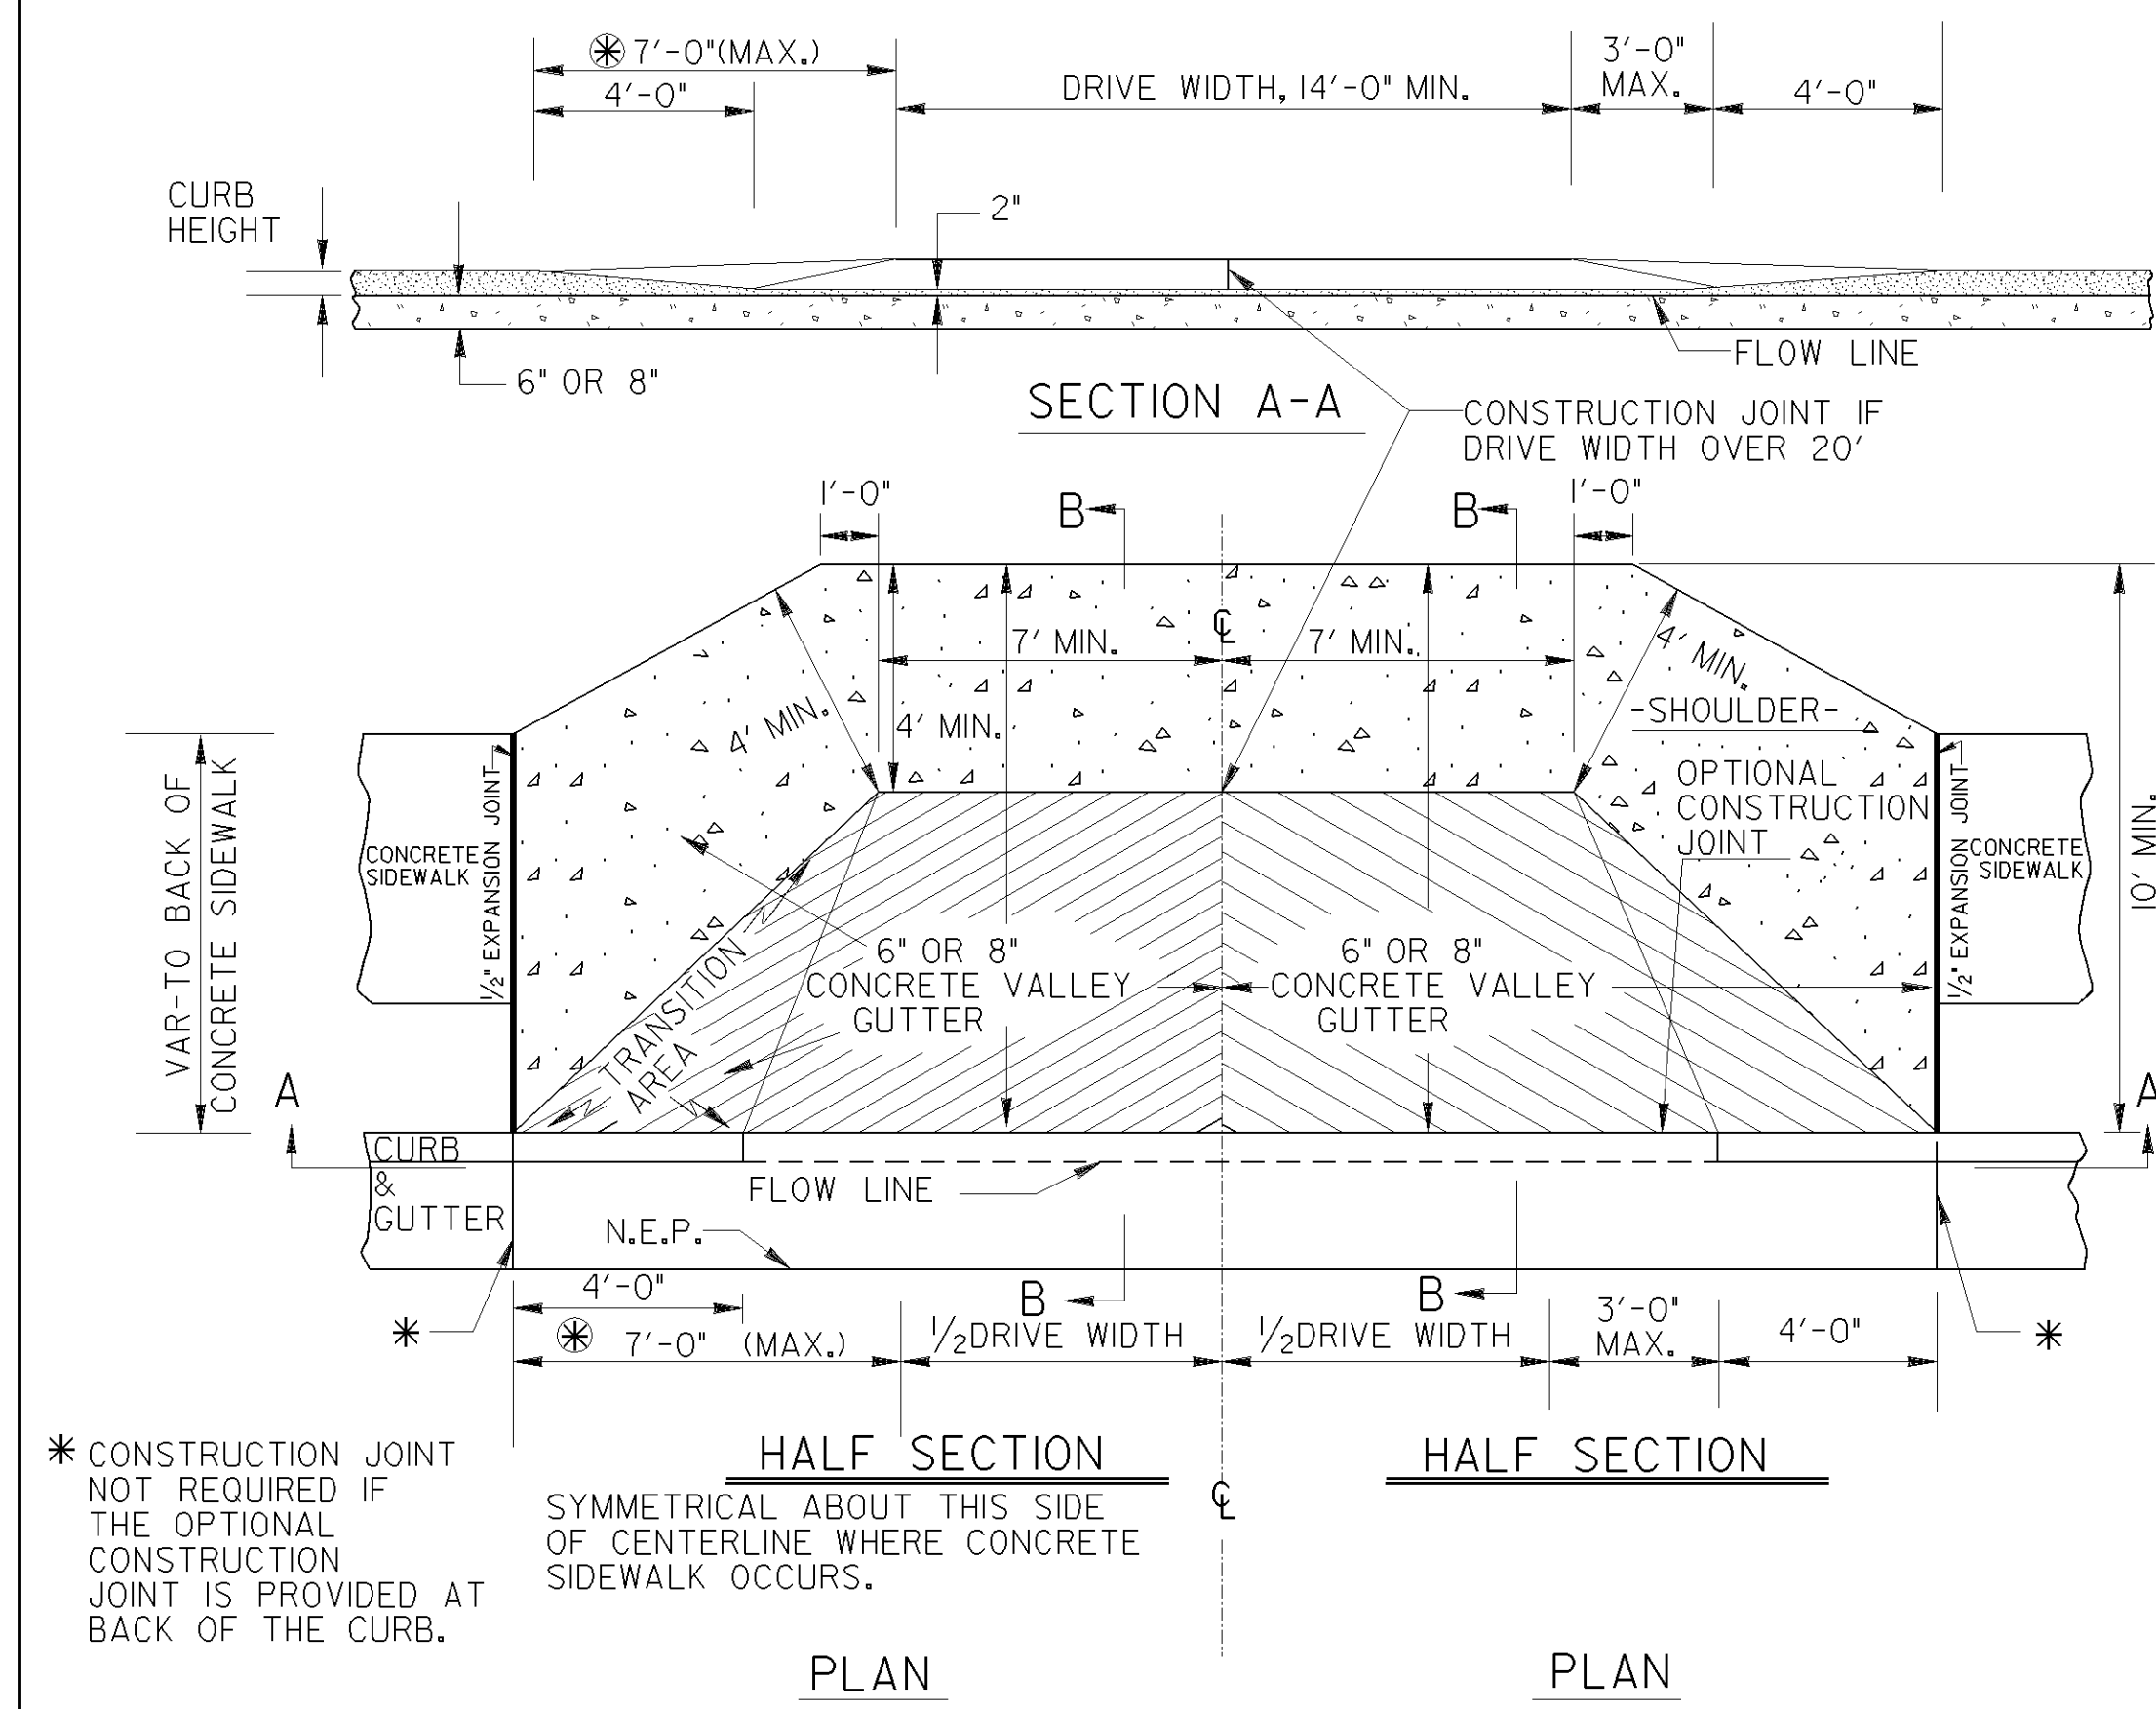 ⊛ 7'-0"(MAX.)
4'-0"
DRIVE WIDTH, 14'-0" MIN.
3'-0"
MAX.
4'-0"
CURB
HEIGHT
2"
6" OR 8"
FLOW LINE
SECTION A-A
CONSTRUCTION JOINT IF
DRIVE WIDTH OVER 20'
1'-0"
B
B
1'-0"
℄
7' MIN.
7' MIN.
4' MIN.
4' MIN.
4' MIN.
-SHOULDER-
OPTIONAL
CONSTRUCTION
JOINT
VAR-TO BACK OF
CONCRETE SIDEWALK
CONCRETE
SIDEWALK
1/2" EXPANSION JOINT
1/2" EXPANSION JOINT
CONCRETE
SIDEWALK
10' MIN.
TRANSITION
AREA
6" OR 8"
CONCRETE VALLEY
GUTTER
6" OR 8"
CONCRETE VALLEY
GUTTER
A
A
CURB
&
GUTTER
FLOW LINE
N.E.P.
4'-0"
B
B
* 
⊛ 7'-0" (MAX.)
1/2 DRIVE WIDTH
1/2 DRIVE WIDTH
3'-0"
MAX.
4'-0"
*
HALF SECTION
HALF SECTION
* CONSTRUCTION JOINT
NOT REQUIRED IF
THE OPTIONAL
CONSTRUCTION
JOINT IS PROVIDED AT
BACK OF THE CURB.
SYMMETRICAL ABOUT THIS SIDE
OF CENTERLINE WHERE CONCRETE
SIDEWALK OCCURS.
℄
PLAN
PLAN